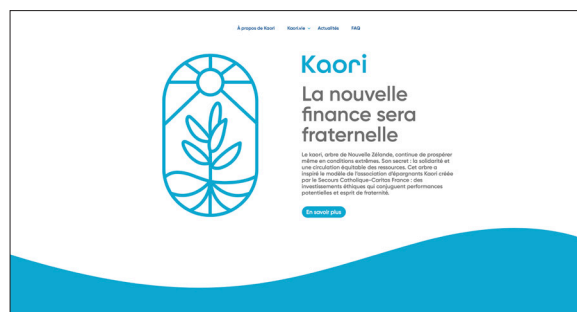 À propos de Kaori Kaori.vie Actualités FAQ
Kaori
La nouvelle
finance sera
fraternelle
Le kaori, arbre de Nouvelle Zélande, continue de prospérer
même en conditions extrêmes. Son secret : la solidarité et
une circulation équitable des ressources. Cet arbre a
inspiré le modèle de l'association d'épargnants Kaori créée
par le Secours Catholique-Caritas France : des
investissements éthiques qui conjuguent performances
potentielles et esprit de fraternité.
En savoir plus